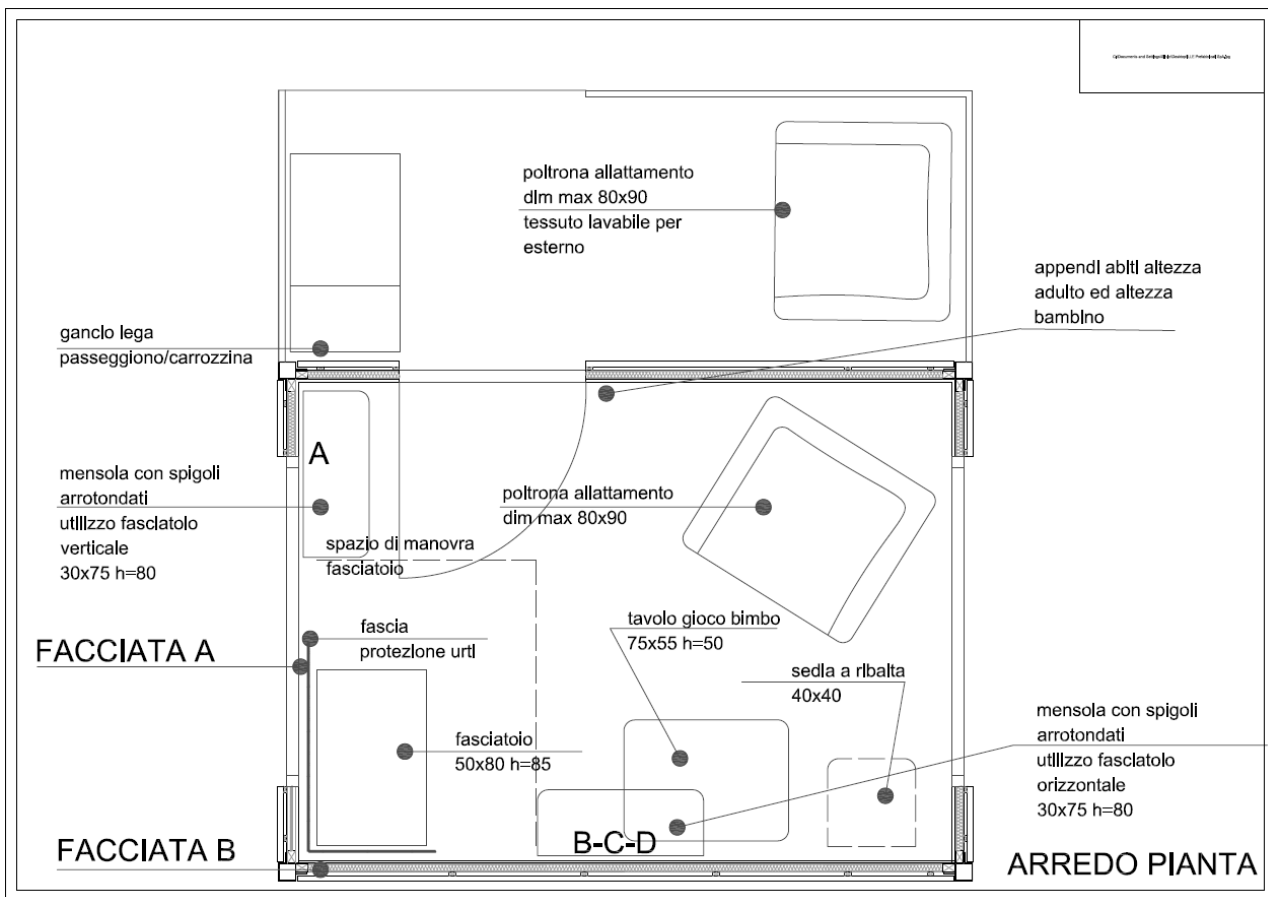 poltrona allattamento
dim max 80x90
tessuto lavabile per
esterno
appendi abiti altezza
adulto ed altezza
bambino
gancio lega
passeggiono/carrozzina
A
mensola con spigoli
arrotondati
utilizzo fasciatoio
verticale
30x75 h=80
poltrona allattamento
dim max 80x90
spazio di manovra
fasciatoio
fascia
protezione urti
FACCIATA A
tavolo gioco bimbo
75x55 h=50
sedia a ribalta
40x40
mensola con spigoli
arrotondati
utilizzo fasciatoio
orizzontale
30x75 h=80
fasciatoio
50x80 h=85
B-C-D
FACCIATA B
ARREDO PIANTA